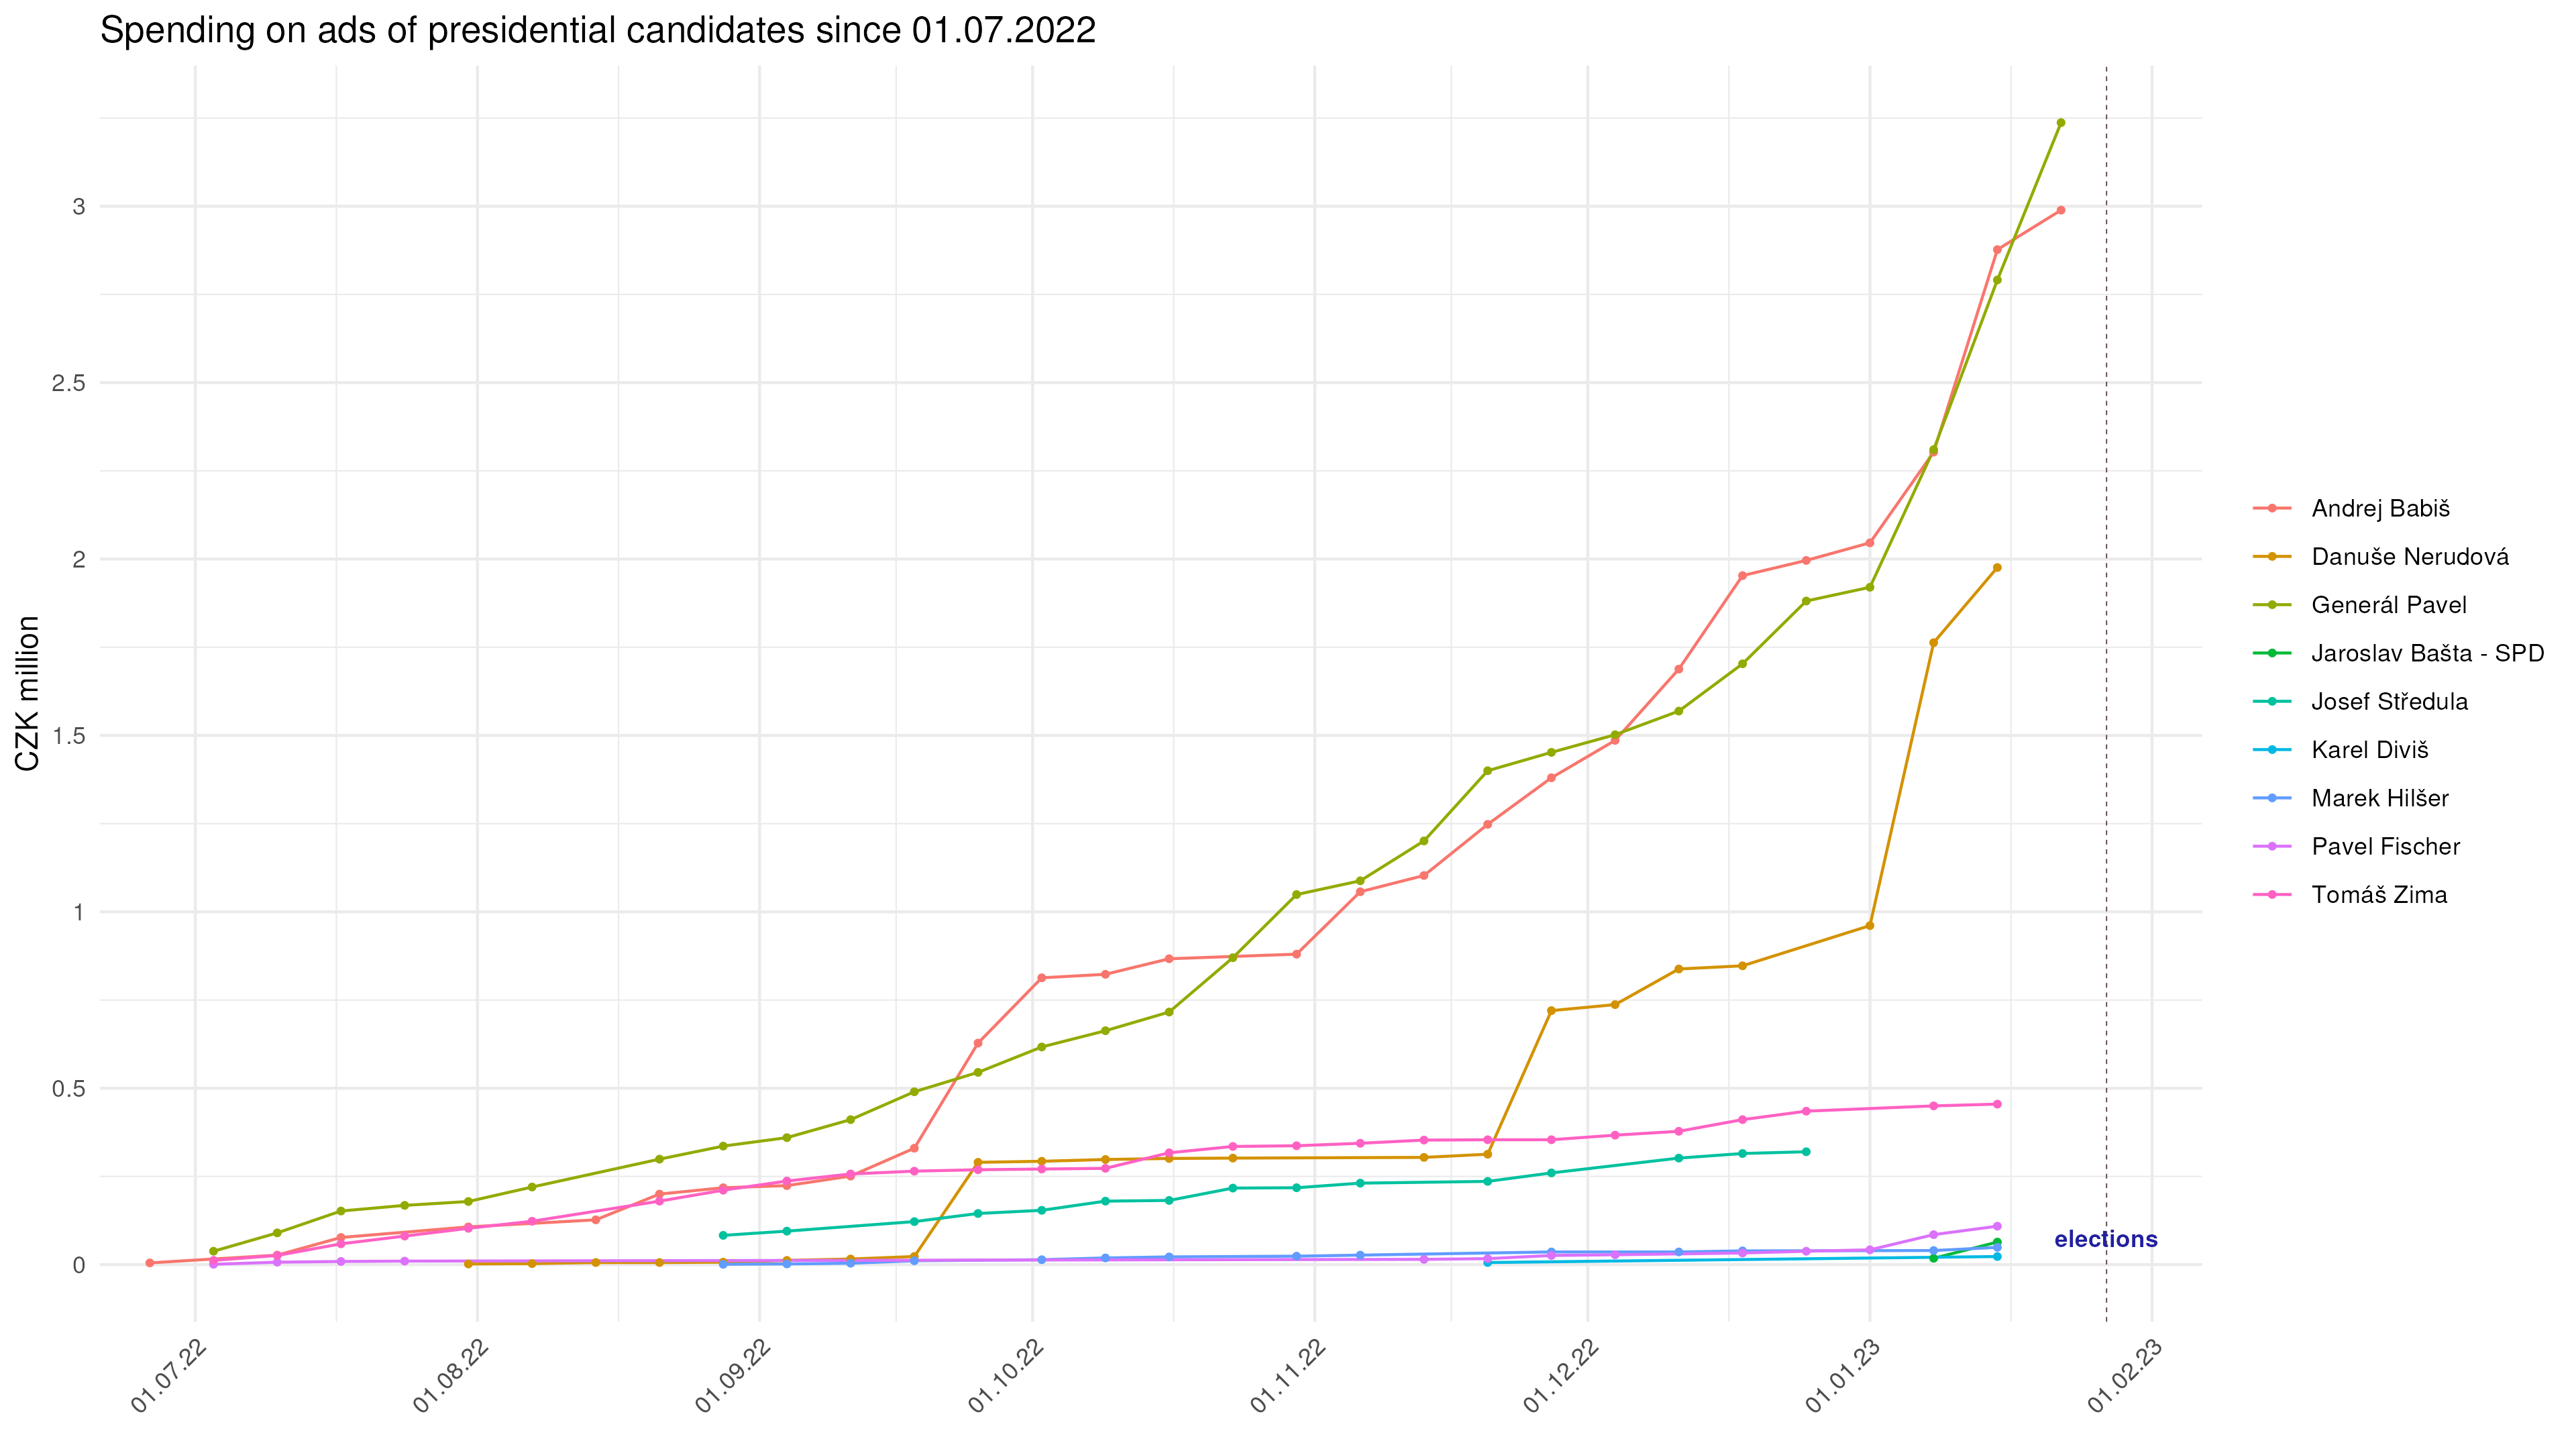 Spending on ads of presidential candidates since 01.07.2022
CZK million
3
2.5
2
1.5
1
0.5
0
01.07.22
01.08.22
01.09.22
01.10.22
01.11.22
01.12.22
01.01.23
01.02.23
elections
Andrej Babiš
Danuše Nerudová
Generál Pavel
Jaroslav Bašta - SPD
Josef Středula
Karel Diviš
Marek Hilšer
Pavel Fischer
Tomáš Zima